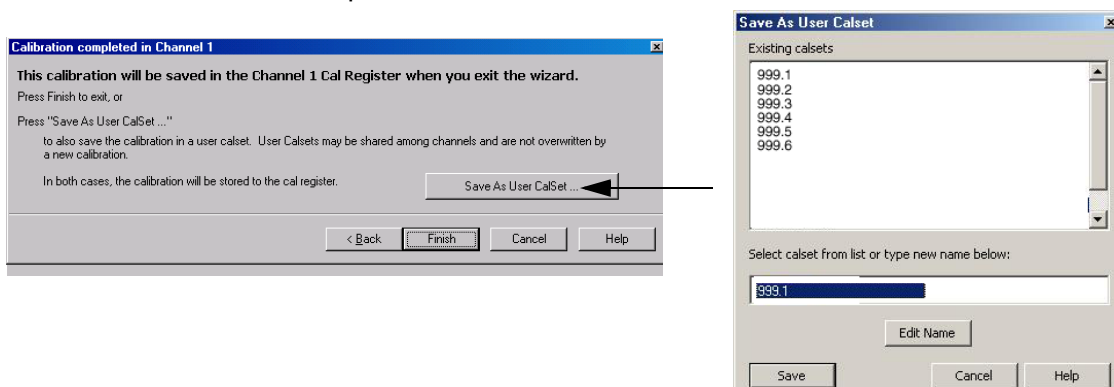 Calibration completed in Channel 1
This calibration will be saved in the Channel 1 Cal Register when you exit the wizard.
Press Finish to exit, or
Press "Save As User CalSet ..."
to also save the calibration in a user calset. User Calsets may be shared among channels and are not overwritten by
a new calibration.
In both cases, the calibration will be stored to the cal register.
Save As User CalSet ...
< Back
Finish
Cancel
Help
Save As User Calset
Existing calsets
999.1
999.2
999.3
999.4
999.5
999.6
Select calset from list or type new name below:
999.1
Edit Name
Save
Cancel
Help